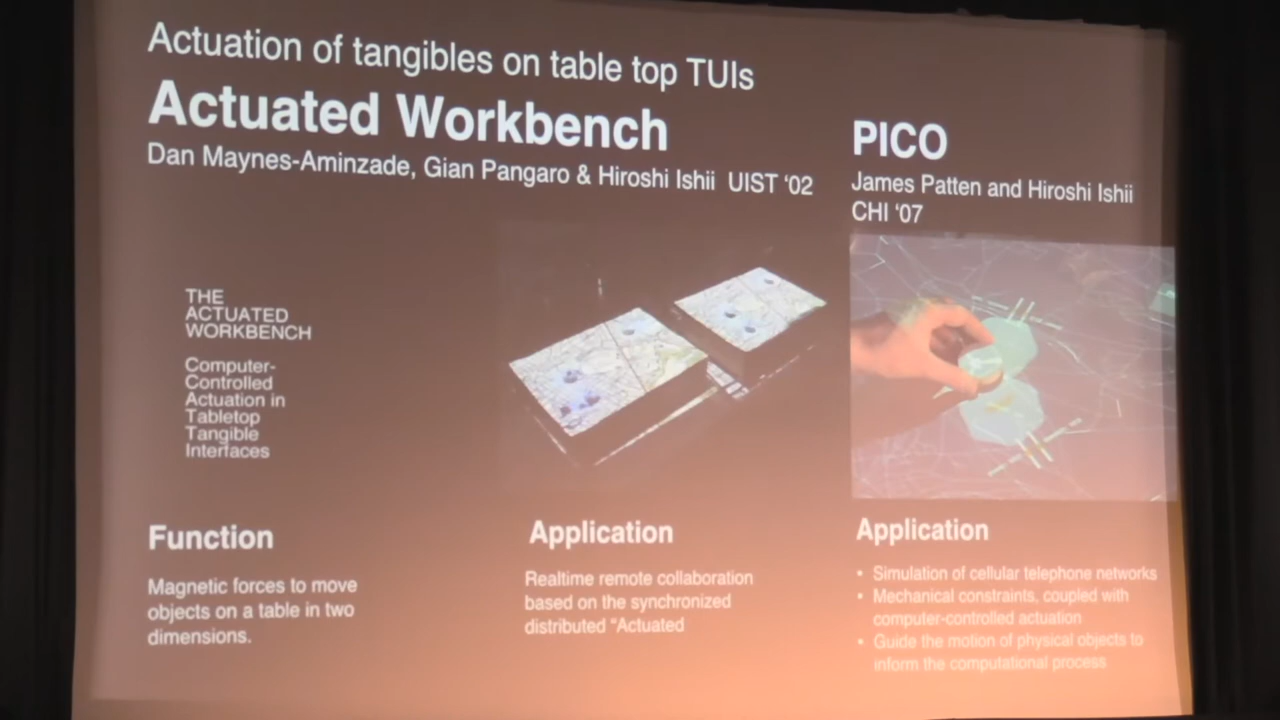 Actuation of tangibles on table top TUIs
Actuated Workbench
Dan Maynes-Aminzade, Gian Pangaro & Hiroshi Ishii UIST ‘02
PICO
James Patten and Hiroshi Ishii
CHI ‘07
THE
ACTUATED
WORKBENCH
Computer-
Controlled
Actuation in
Tabletop
Tangible
Interfaces
Function
Magnetic forces to move
objects on a table in two
dimensions.
Application
Realtime remote collaboration
based on the synchronized
distributed “Actuated
Application
• Simulation of cellular telephone networks
• Mechanical constraints, coupled with
computer-controlled actuation
• Guide the motion of physical objects to
inform the computational process